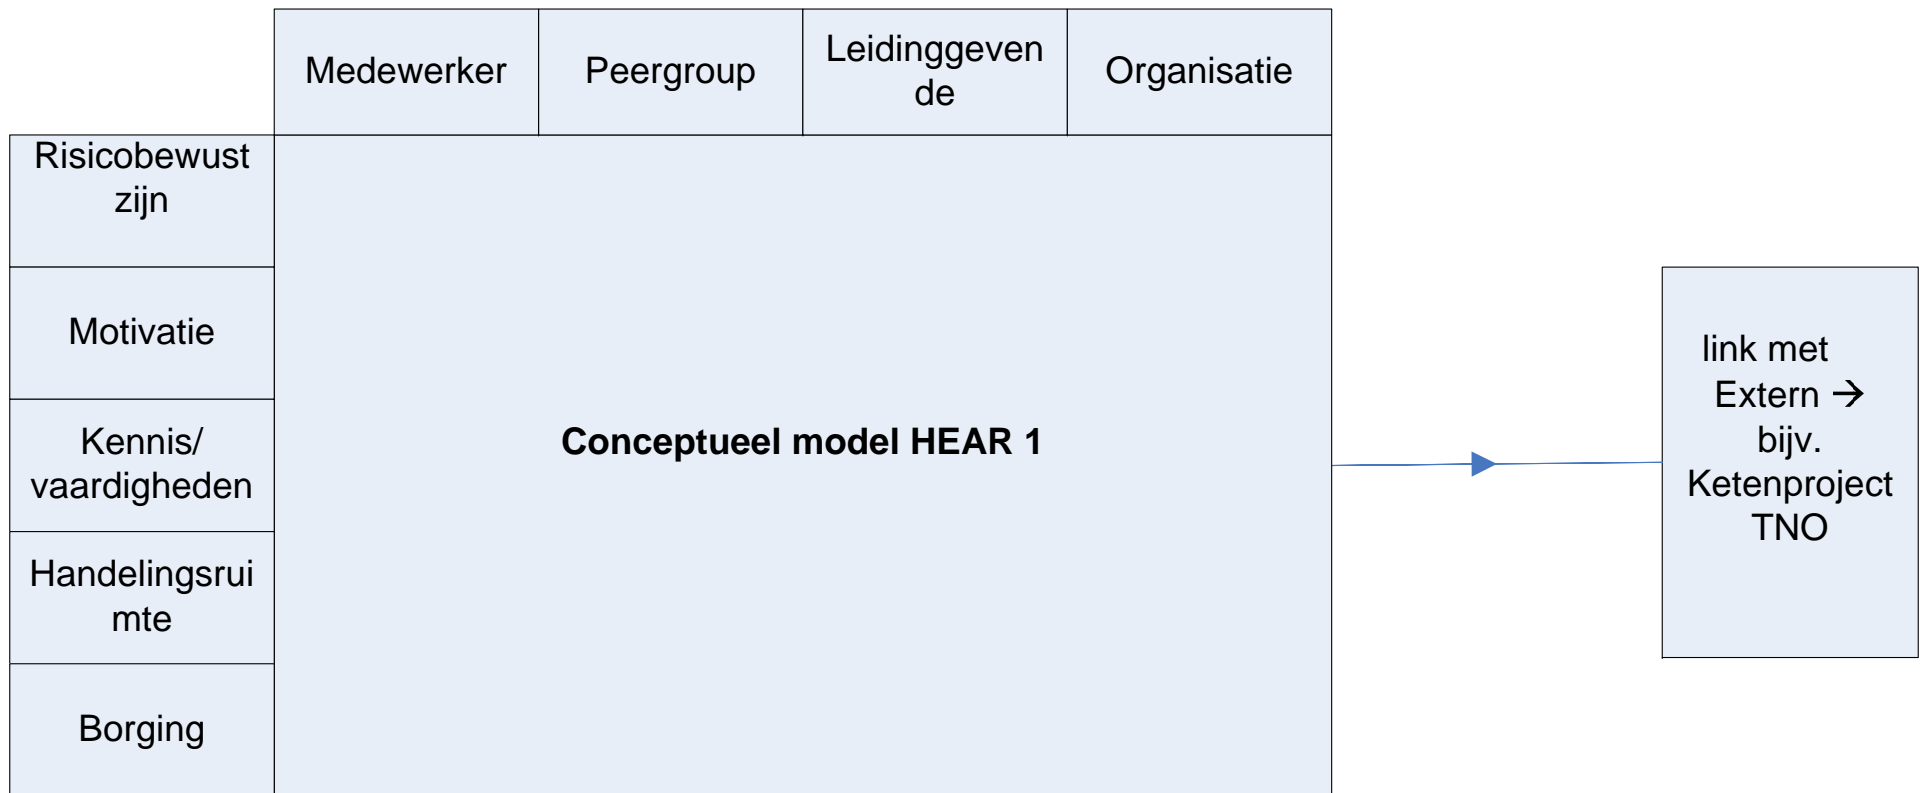 Medewerker
Peergroup
Leidinggeven
de
Organisatie
Risicobewust
zijn
Motivatie
Kennis/
vaardigheden
Handelingsrui
mte
Borging
Conceptueel model HEAR 1
link met
Extern →
bijv.
Ketenproject
TNO